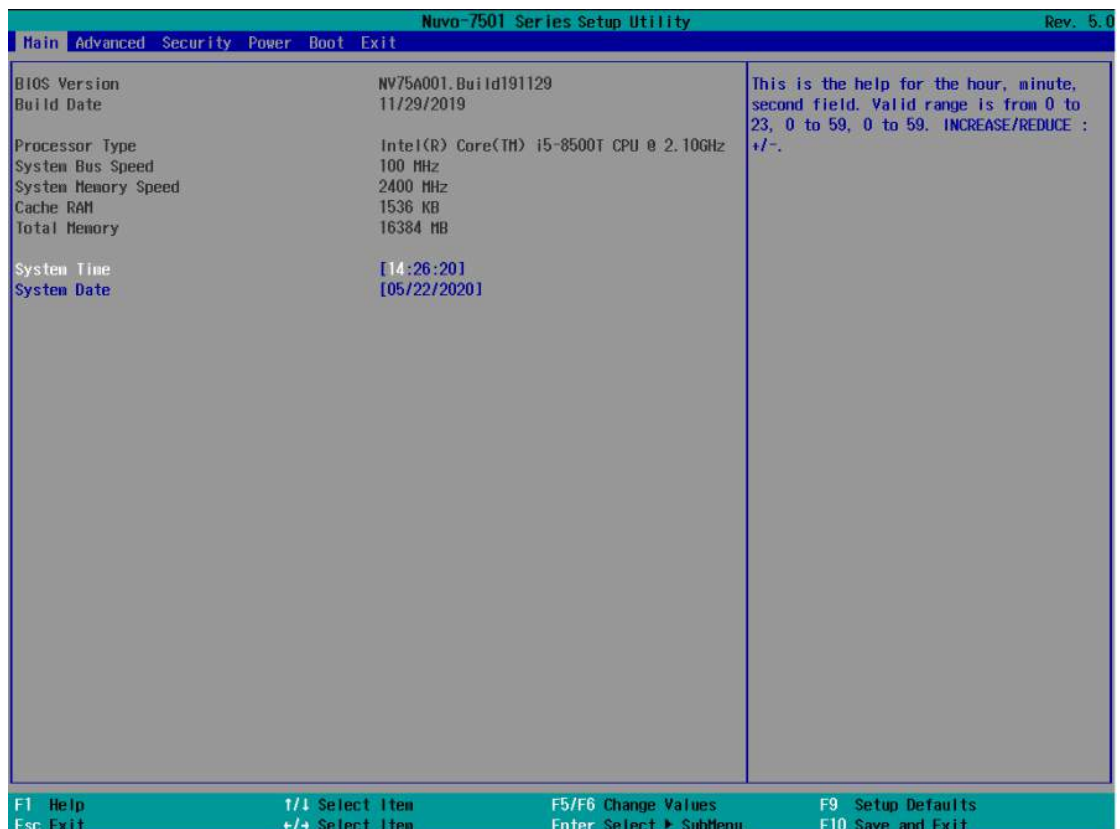 Nuvo-7501 Series Setup Utility Rev. 5.0
Main Advanced Security Power Boot Exit
BIOS Version NV75A001.Build191129
Build Date 11/29/2019
Processor Type Intel(R) Core(TM) i5-8500T CPU @ 2.10GHz
System Bus Speed 100 MHz
System Memory Speed 2400 MHz
Cache RAM 1536 KB
Total Memory 16384 MB
System Time [14:26:20]
System Date [05/22/2020]
This is the help for the hour, minute,
second field. Valid range is from 0 to
23, 0 to 59, 0 to 59. INCREASE/REDUCE :
+/-.
F1 Help ↑/↓ Select Item F5/F6 Change Values F9 Setup Defaults
Esc Exit ←/→ Select Item Enter Select ▶ SubMenu F10 Save and Exit